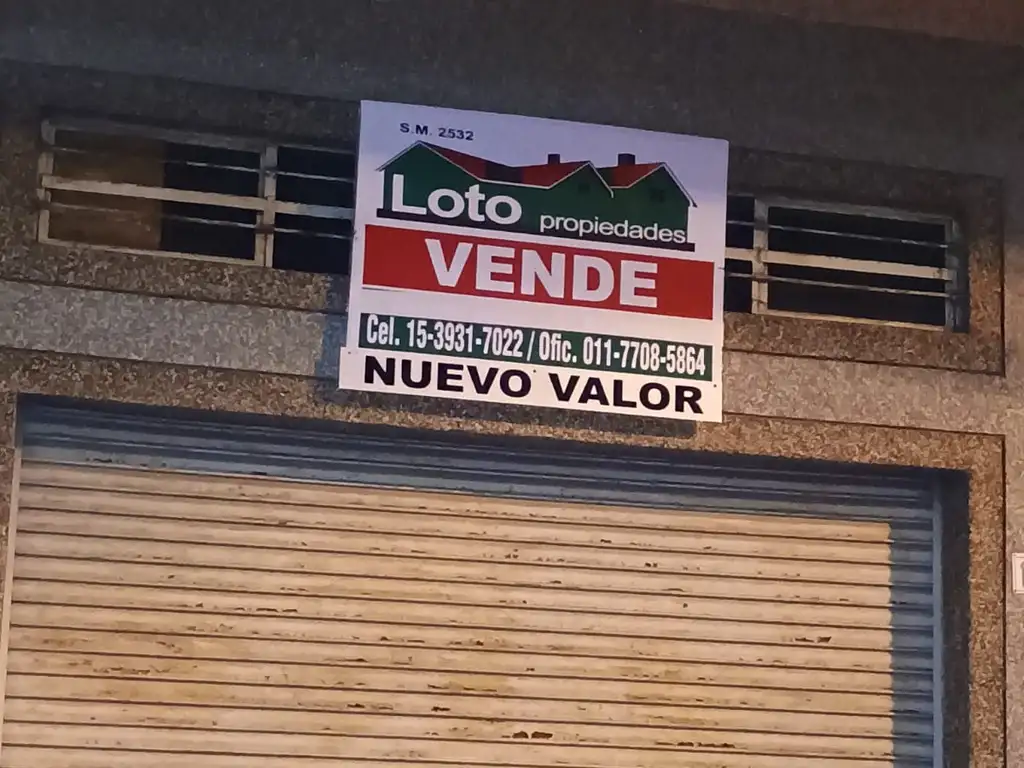 S.M. 2532
Loto propiedades
VENDE
Cel. 15-3931-7022 / Ofic. 011-7708-5864
NUEVO VALOR